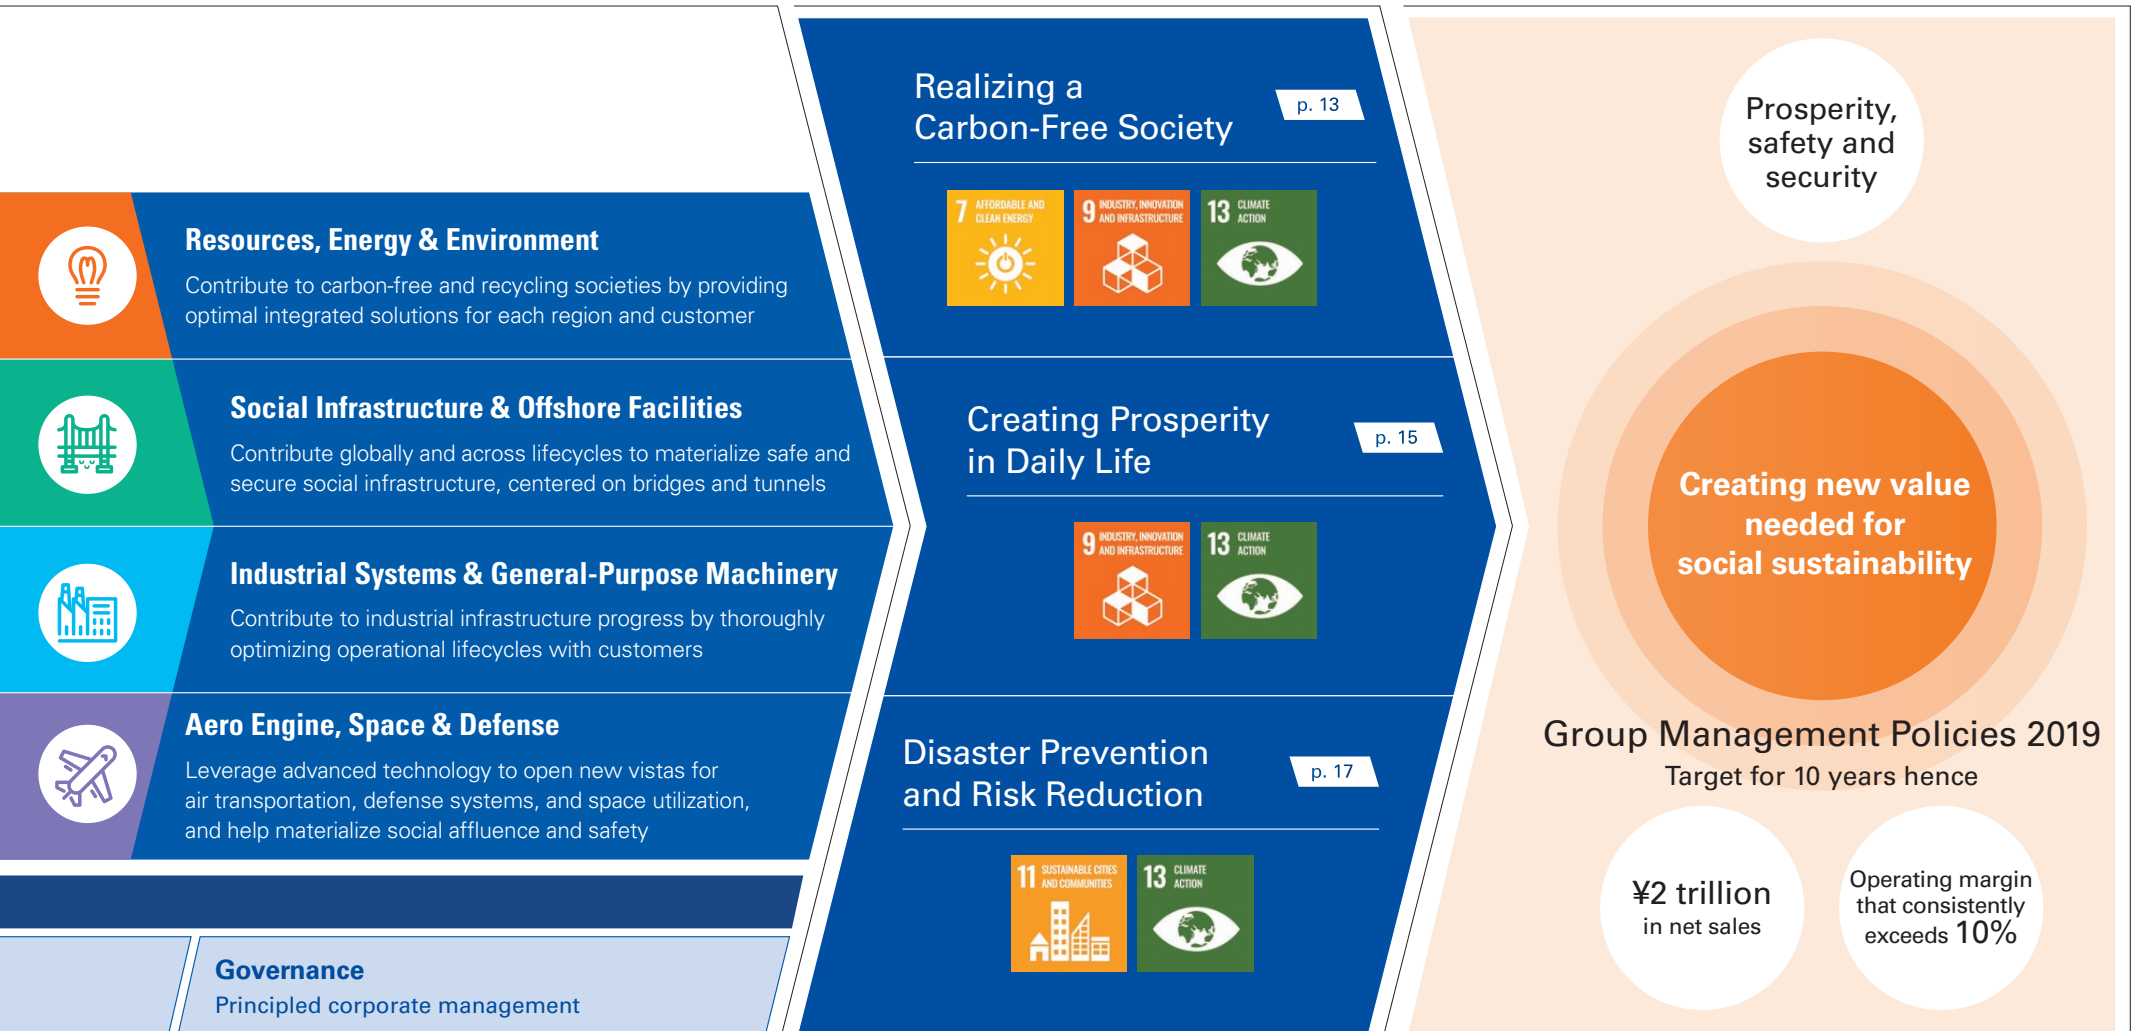 Resources, Energy & Environment
Contribute to carbon-free and recycling societies by providing
optimal integrated solutions for each region and customer
Social Infrastructure & Offshore Facilities
Contribute globally and across lifecycles to materialize safe and
secure social infrastructure, centered on bridges and tunnels
Industrial Systems & General-Purpose Machinery
Contribute to industrial infrastructure progress by thoroughly
optimizing operational lifecycles with customers
Aero Engine, Space & Defense
Leverage advanced technology to open new vistas for
air transportation, defense systems, and space utilization,
and help materialize social affluence and safety
Governance
Principled corporate management
Realizing a
Carbon-Free Society
p. 13
7 AFFORDABLE AND
CLEAN ENERGY
9 INDUSTRY, INNOVATION
AND INFRASTRUCTURE
13 CLIMATE
ACTION
Creating Prosperity
in Daily Life
p. 15
9 INDUSTRY, INNOVATION
AND INFRASTRUCTURE
13 CLIMATE
ACTION
Disaster Prevention
and Risk Reduction
p. 17
11 SUSTAINABLE CITIES
AND COMMUNITIES
13 CLIMATE
ACTION
Prosperity,
safety and
security
Creating new value
needed for
social sustainability
Group Management Policies 2019
Target for 10 years hence
¥2 trillion
in net sales
Operating margin
that consistently
exceeds 10%